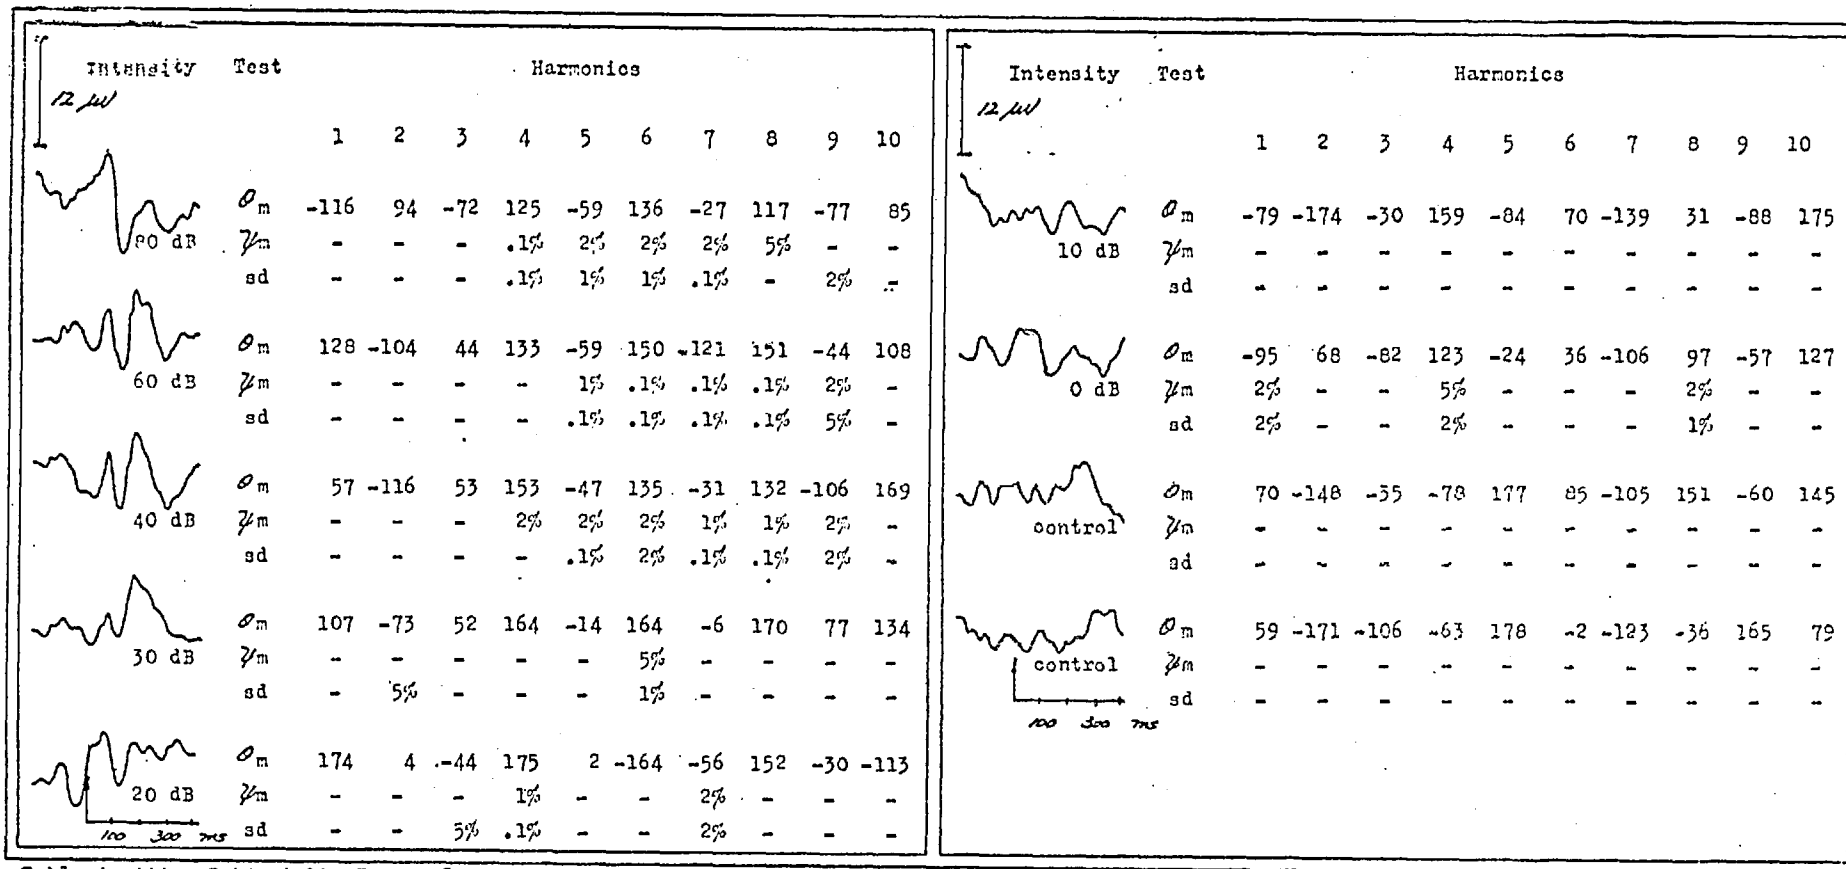 Intensity Test Harmonics
12 μV
1 2 3 4 5 6 7 8 9 10
θm -116 94 -72 125 -59 136 -27 117 -77 85
80 dB ψm - - - .1% 2% 2% 2% 5% - -
sd - - - .1% 1% 1% .1% - 2% -
θm 128 -104 44 133 -59 150 -121 151 -44 108
60 dB ψm - - - - 1% .1% .1% .1% 2% -
sd - - - - .1% .1% .1% .1% 5% -
θm 57 -116 53 153 -47 135 -31 132 -106 169
40 dB ψm - - - 2% 2% 2% 1% 1% 2% -
sd - - - - .1% 2% .1% .1% 2% -
θm 107 -73 52 164 -14 164 -6 170 77 134
30 dB ψm - - - - - 5% - - - -
sd - 5% - - - 1% - - - -
θm 174 4 -44 175 2 -164 -56 152 -30 -113
20 dB ψm - - - 1% - - 2% - - -
100 300 ms sd - - 5% .1% - - 2% - - -
Intensity Test Harmonics
12 μV
1 2 3 4 5 6 7 8 9 10
θm -79 -174 -30 159 -84 70 -139 31 -88 175
10 dB ψm - - - - - - - - - -
sd - - - - - - - - - -
θm -95 68 -82 123 -24 36 -106 97 -57 127
0 dB ψm 2% - - 5% - - - 2% - -
sd 2% - - 2% - - - 1% - -
θm 70 -148 -55 -78 177 85 -105 151 -60 145
control ψm - - - - - - - - - -
sd - - - - - - - - - -
θm 59 -171 -106 -63 178 -2 -123 -36 165 79
control ψm - - - - - - - - - -
sd - - - - - - - - - -
100 300 ms